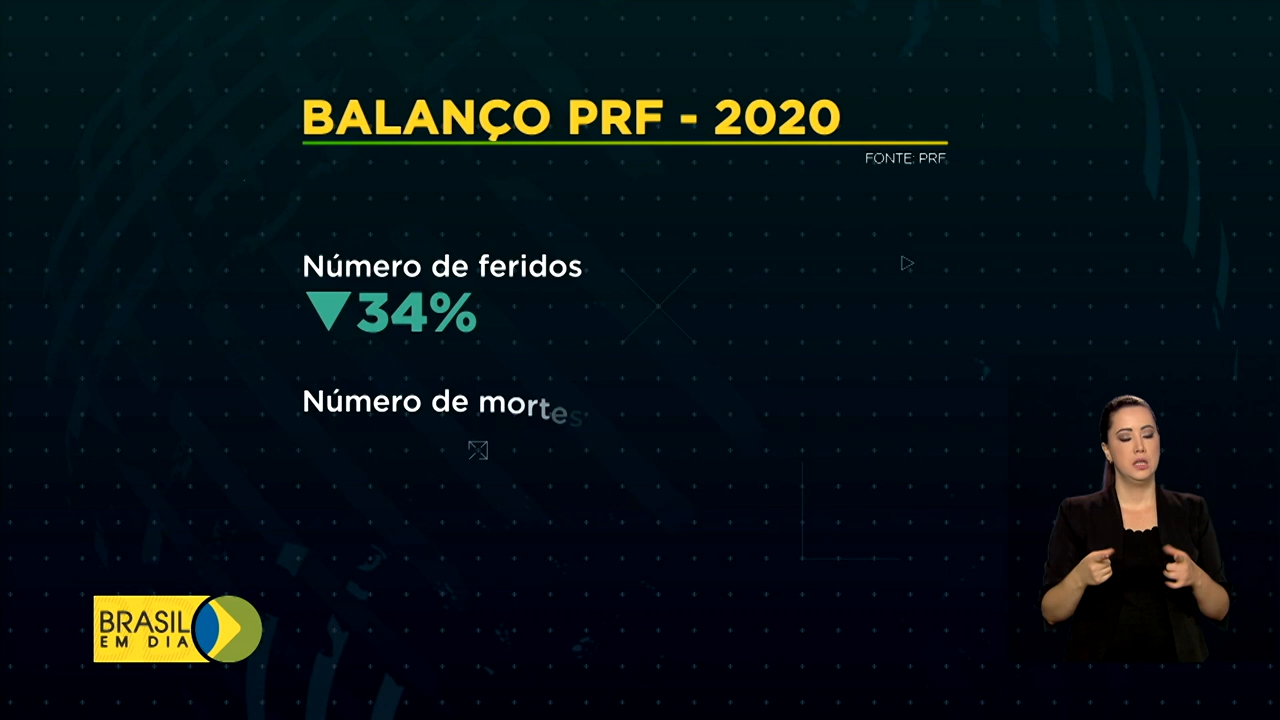 BALANÇO PRF - 2020
FONTE: PRF
Número de feridos
▼34%
Número de mortes
BRASIL
EM DIA